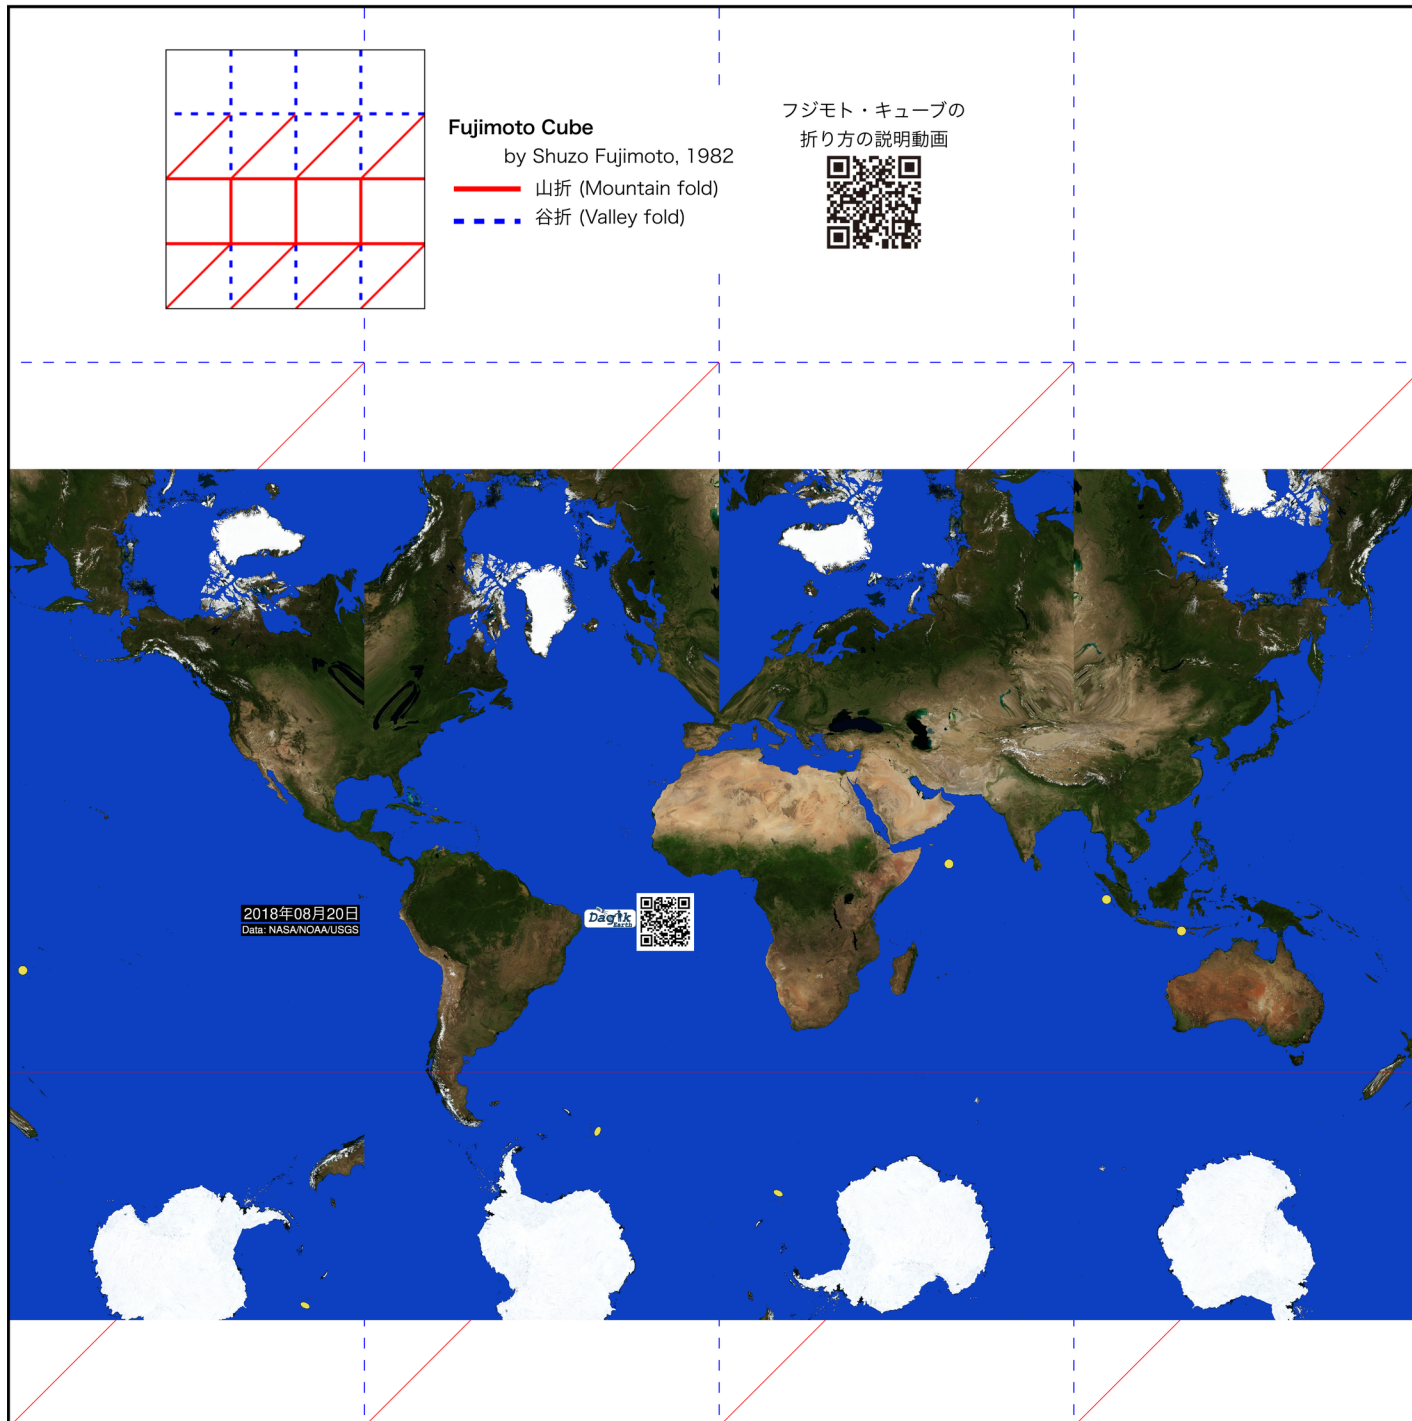 Fujimoto Cube
by Shuzo Fujimoto, 1982
山折 (Mountain fold)
谷折 (Valley fold)
フジモト・キューブの
折り方の説明動画
2018年08月20日
Data: NASA/NOAA/USGS
Dagik
Earth